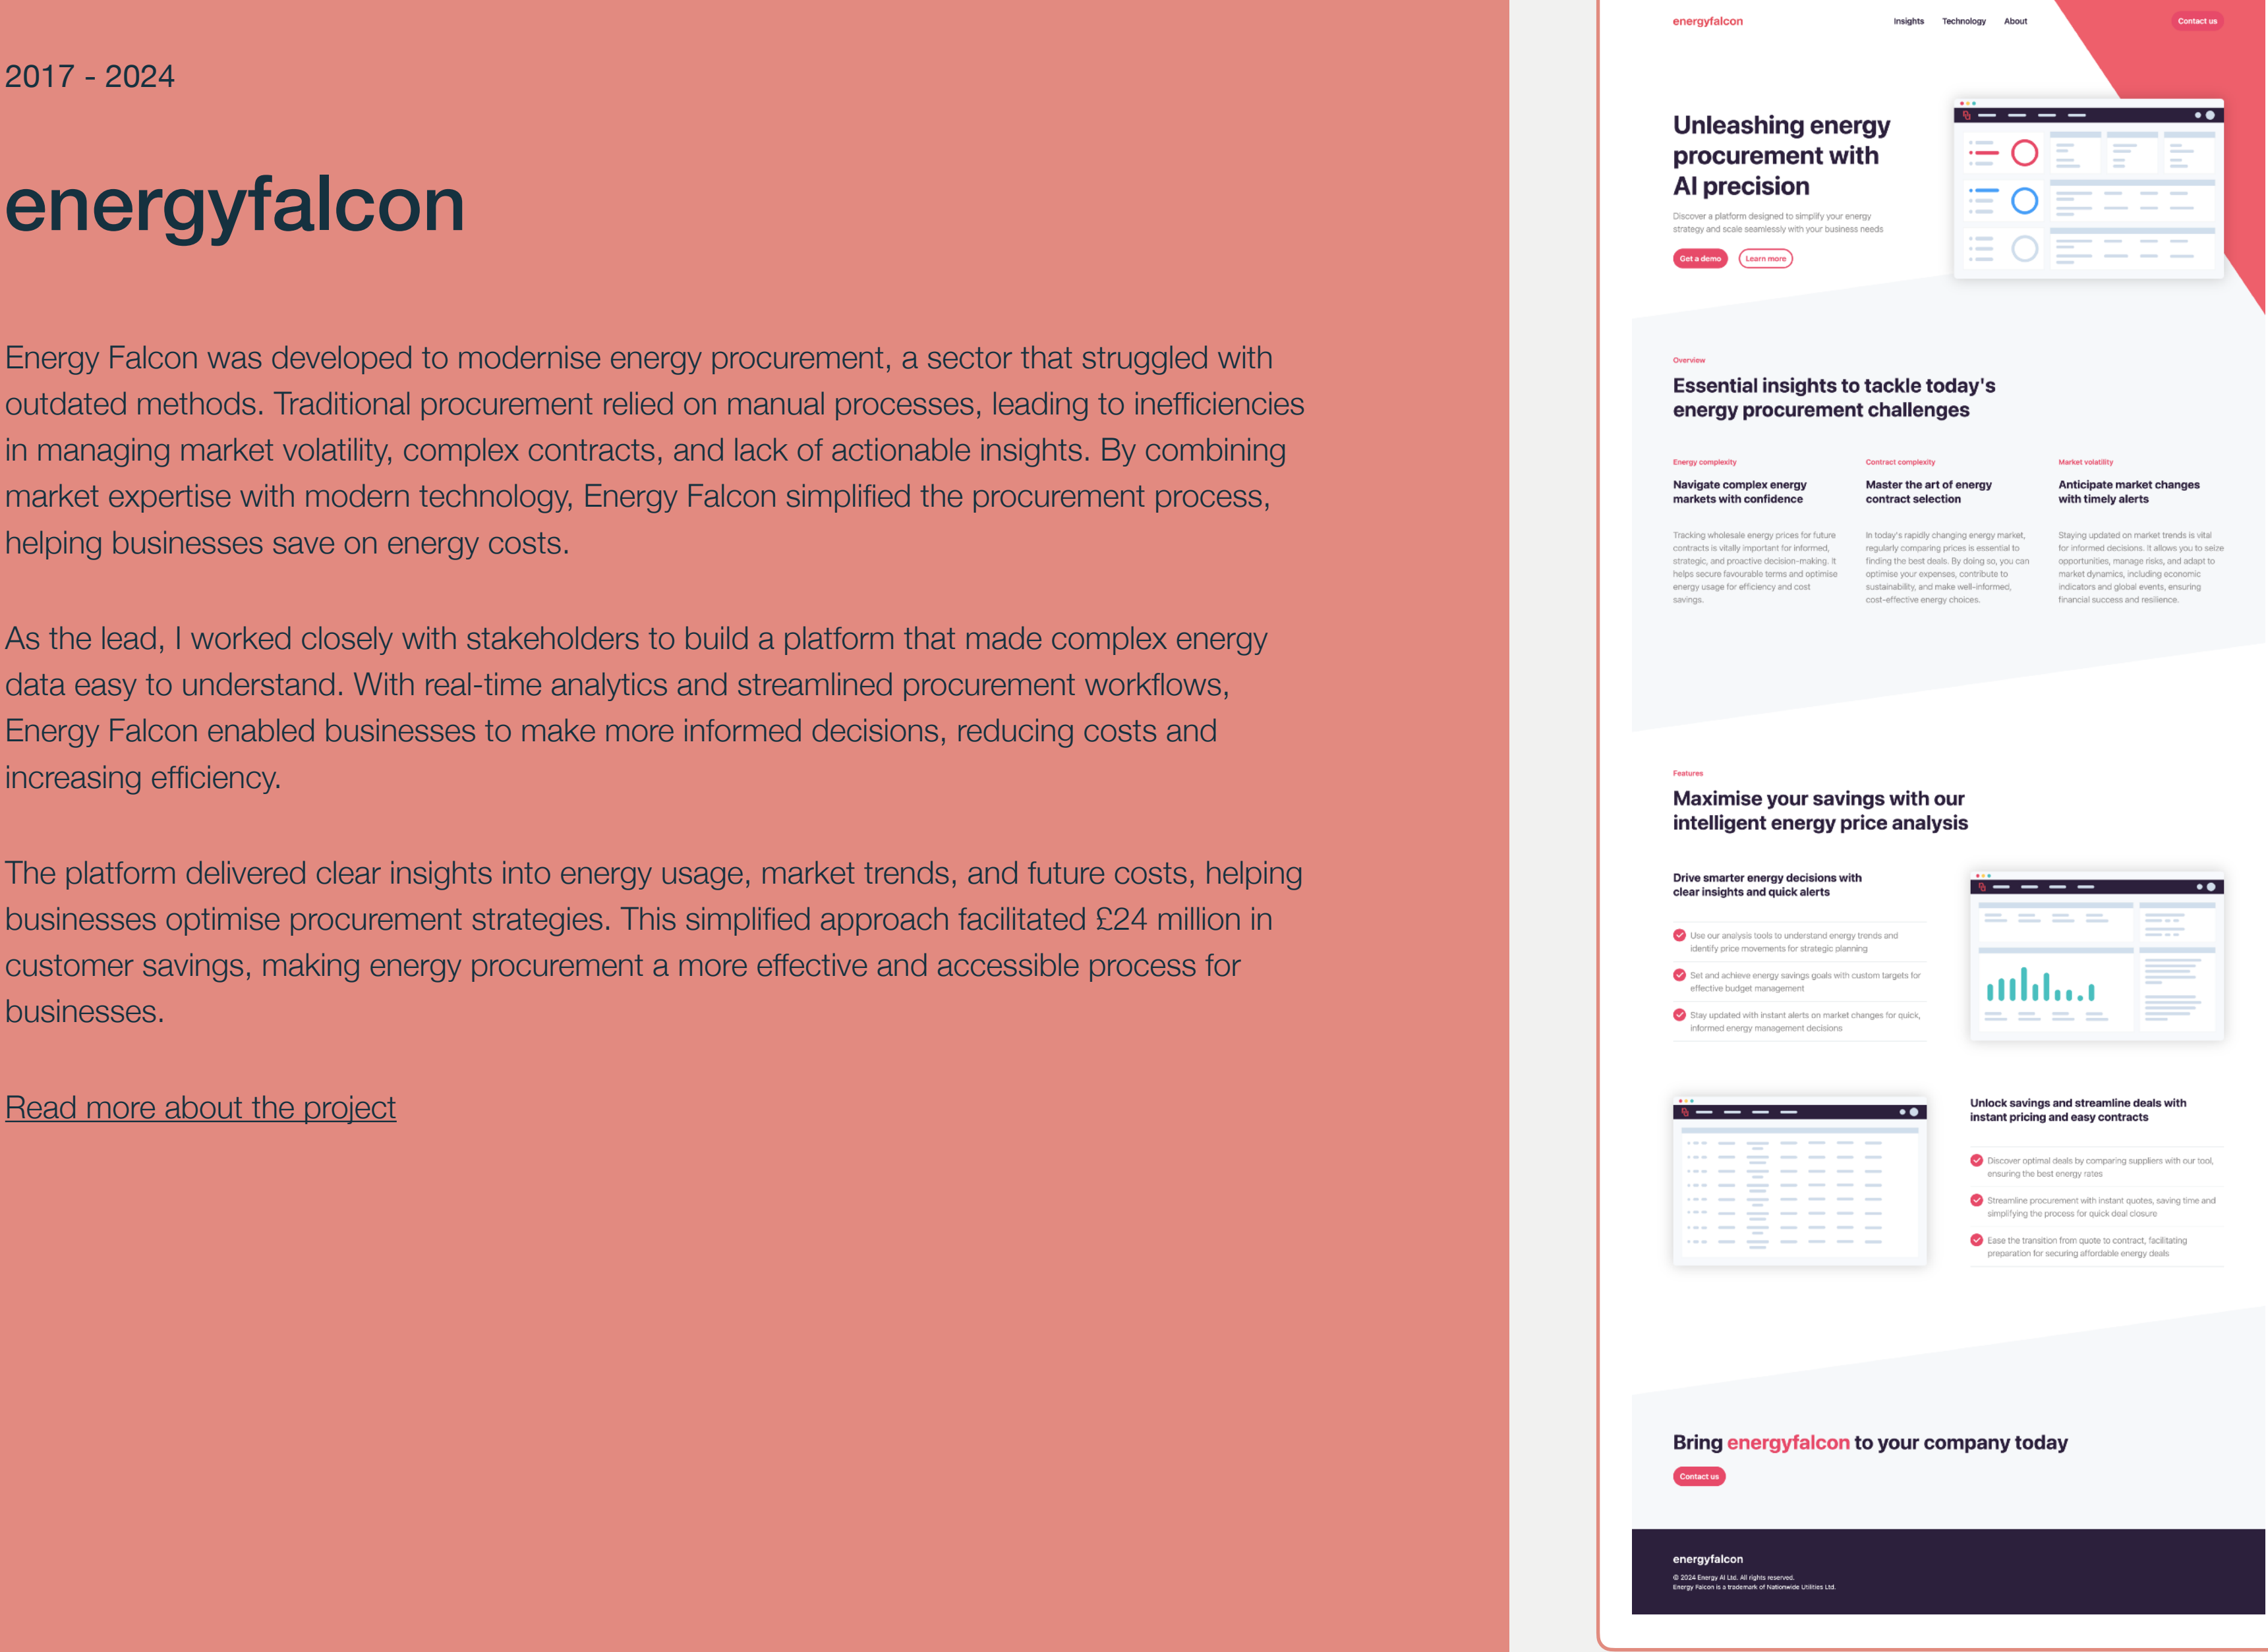 2017 - 2024
energyfalcon
Energy Falcon was developed to modernise energy procurement, a sector that struggled with
outdated methods. Traditional procurement relied on manual processes, leading to inefficiencies
in managing market volatility, complex contracts, and lack of actionable insights. By combining
market expertise with modern technology, Energy Falcon simplified the procurement process,
helping businesses save on energy costs.
As the lead, I worked closely with stakeholders to build a platform that made complex energy
data easy to understand. With real-time analytics and streamlined procurement workflows,
Energy Falcon enabled businesses to make more informed decisions, reducing costs and
increasing efficiency.
The platform delivered clear insights into energy usage, market trends, and future costs, helping
businesses optimise procurement strategies. This simplified approach facilitated £24 million in
customer savings, making energy procurement a more effective and accessible process for
businesses.
Read more about the project
energyfalcon
Insights Technology About
Contact us
Unleashing energy
procurement with
AI precision
Discover a platform designed to simplify your energy
strategy and scale seamlessly with your business needs
Get a demo
Learn more
Overview
Essential insights to tackle today's
energy procurement challenges
Energy complexity
Navigate complex energy
markets with confidence
Tracking wholesale energy prices for future
contracts is vitally important for informed,
strategic, and proactive decision-making. It
helps secure favourable terms and optimise
energy usage for efficiency and cost
savings.
Contract complexity
Master the art of energy
contract selection
In today's rapidly changing energy market,
regularly comparing prices is essential to
finding the best deals. By doing so, you can
optimise your expenses, contribute to
sustainability, and make well-informed,
cost-effective energy choices.
Market volatility
Anticipate market changes
with timely alerts
Staying updated on market trends is vital
for informed decisions. It allows you to seize
opportunities, manage risks, and adapt to
market dynamics, including economic
indicators and global events, ensuring
financial success and resilience.
Features
Maximise your savings with our
intelligent energy price analysis
Drive smarter energy decisions with
clear insights and quick alerts
Use our analysis tools to understand energy trends and
identify price movements for strategic planning
Set and achieve energy savings goals with custom targets for
effective budget management
Stay updated with instant alerts on market changes for quick,
informed energy management decisions
Unlock savings and streamline deals with
instant pricing and easy contracts
Discover optimal deals by comparing suppliers with our tool,
ensuring the best energy rates
Streamline procurement with instant quotes, saving time and
simplifying the process for quick deal closure
Ease the transition from quote to contract, facilitating
preparation for securing affordable energy deals
Bring energyfalcon to your company today
Contact us
energyfalcon
© 2024 Energy AI Ltd. All rights reserved.
Energy Falcon is a trademark of Nationwide Utilities Ltd.